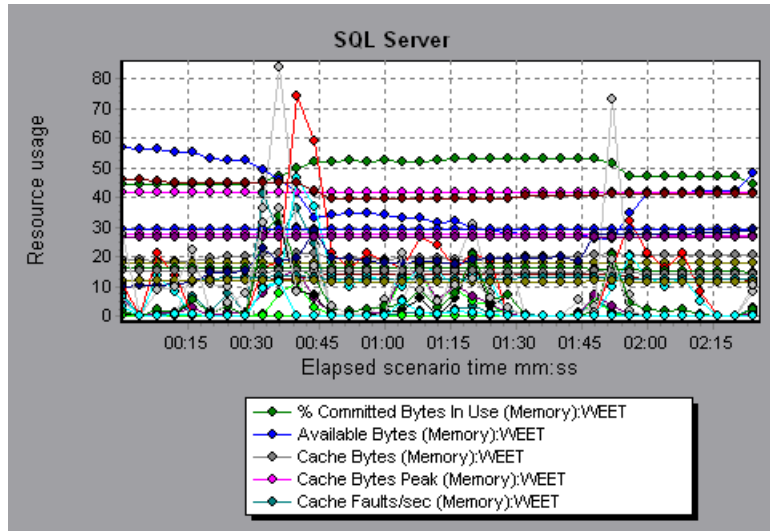 SQL Server
80
70
60
50
40
30
20
10
0
Resource usage
00:15 00:30 00:45 01:00 01:15 01:30 01:45 02:00 02:15
Elapsed scenario time mm:ss
% Committed Bytes In Use (Memory):WEET
Available Bytes (Memory):WEET
Cache Bytes (Memory):WEET
Cache Bytes Peak (Memory):WEET
Cache Faults/sec (Memory):WEET